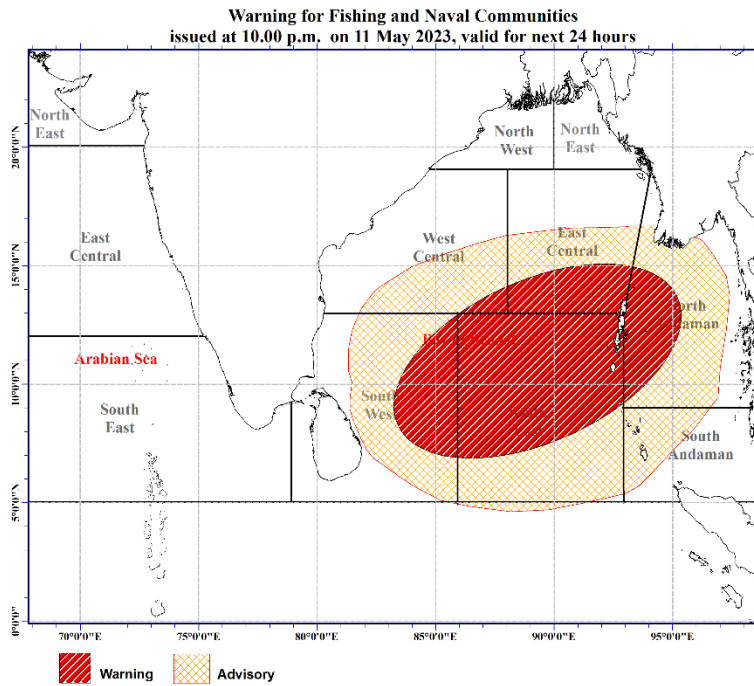 Warning for Fishing and Naval Communities
issued at 10.00 p.m. on 11 May 2023, valid for next 24 hours
North
East
North
West
North
East
20°0'0"N
East
Central
West
Central
East
Central
15°0'0"N
Arabian Sea
10°0'0"N
South
East
South
West
South
Andaman
5°0'0"N
0°0'0"
70°0'0"E
75°0'0"E
80°0'0"E
85°0'0"E
90°0'0"E
95°0'0"E
Warning
Advisory